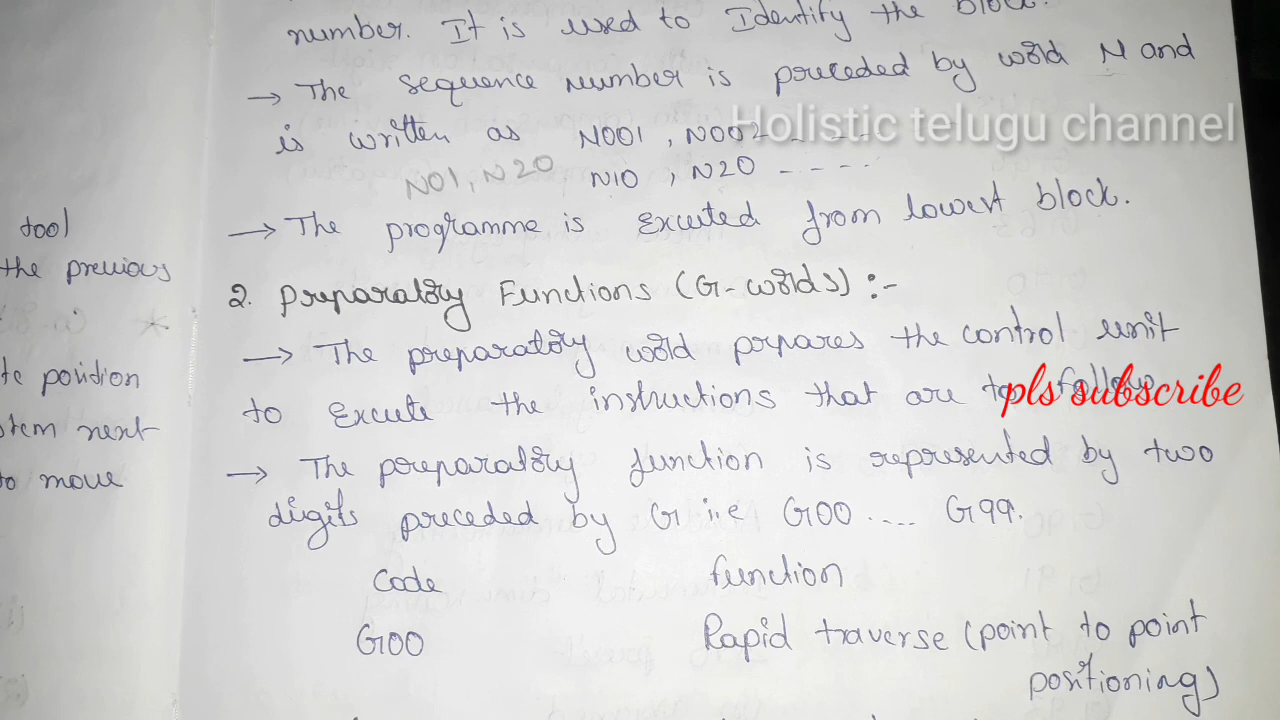 number. It is used to Identify the block.
→ The sequence number is preceded by word N and
is written as N001, N002 - - - - -
N01, N20 N10, N20 - - - -
→ The programme is Excuted from lowest block.
2. Preparatory Functions (G-words) :-
→ The preparatory word prpares the control unit
to Excute the instructions that are to follow
→ The preparatory function is represented by two
digits preceded by G i.e G00 .... G99.
Code function
G00 Rapid traverse (point to point
positioning)
tool
the previous
te position
stem next
to move
Holistic telugu channel
pls subscribe